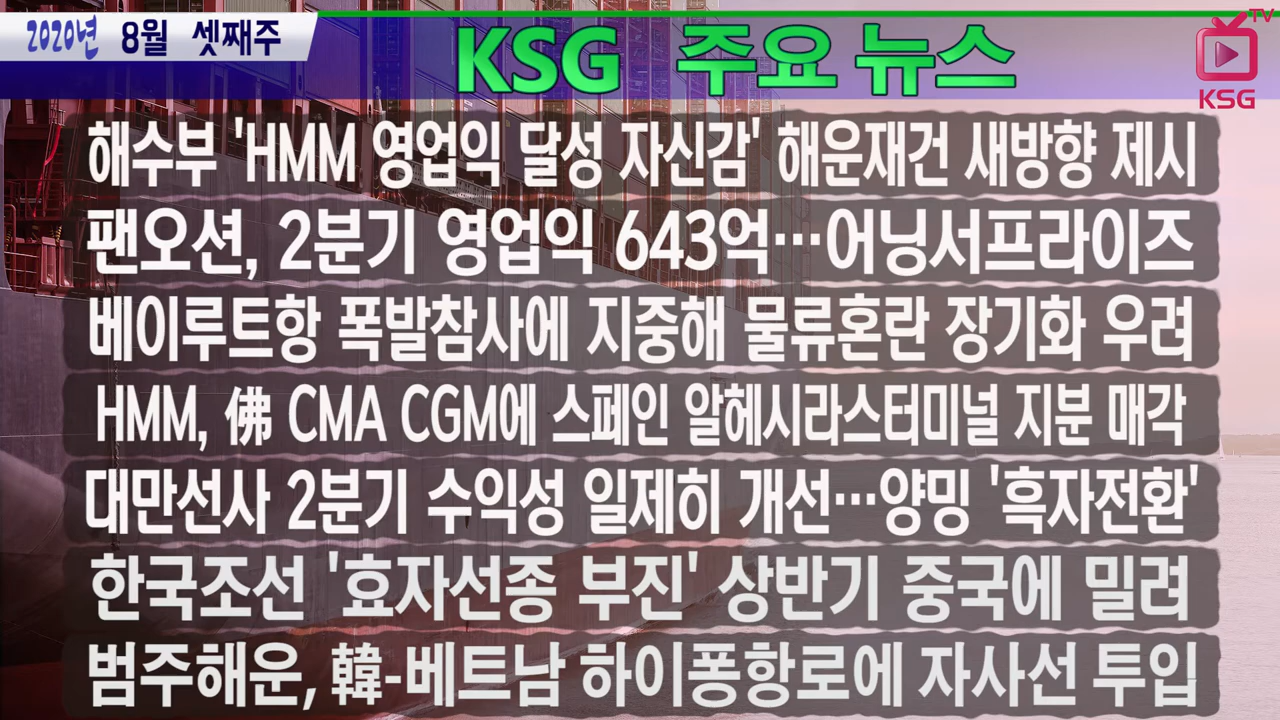 2020년 8월 셋째주
KSG 주요 뉴스
TV
KSG
해수부 'HMM 영업익 달성 자신감' 해운재건 새방향 제시
팬오션, 2분기 영업익 643억…어닝서프라이즈
베이루트항 폭발참사에 지중해 물류혼란 장기화 우려
HMM, 佛 CMA CGM에 스페인 알헤시라스터미널 지분 매각
대만선사 2분기 수익성 일제히 개선…양밍 '흑자전환'
한국조선 '효자선종 부진' 상반기 중국에 밀려
범주해운, 韓-베트남 하이퐁항로에 자사선 투입